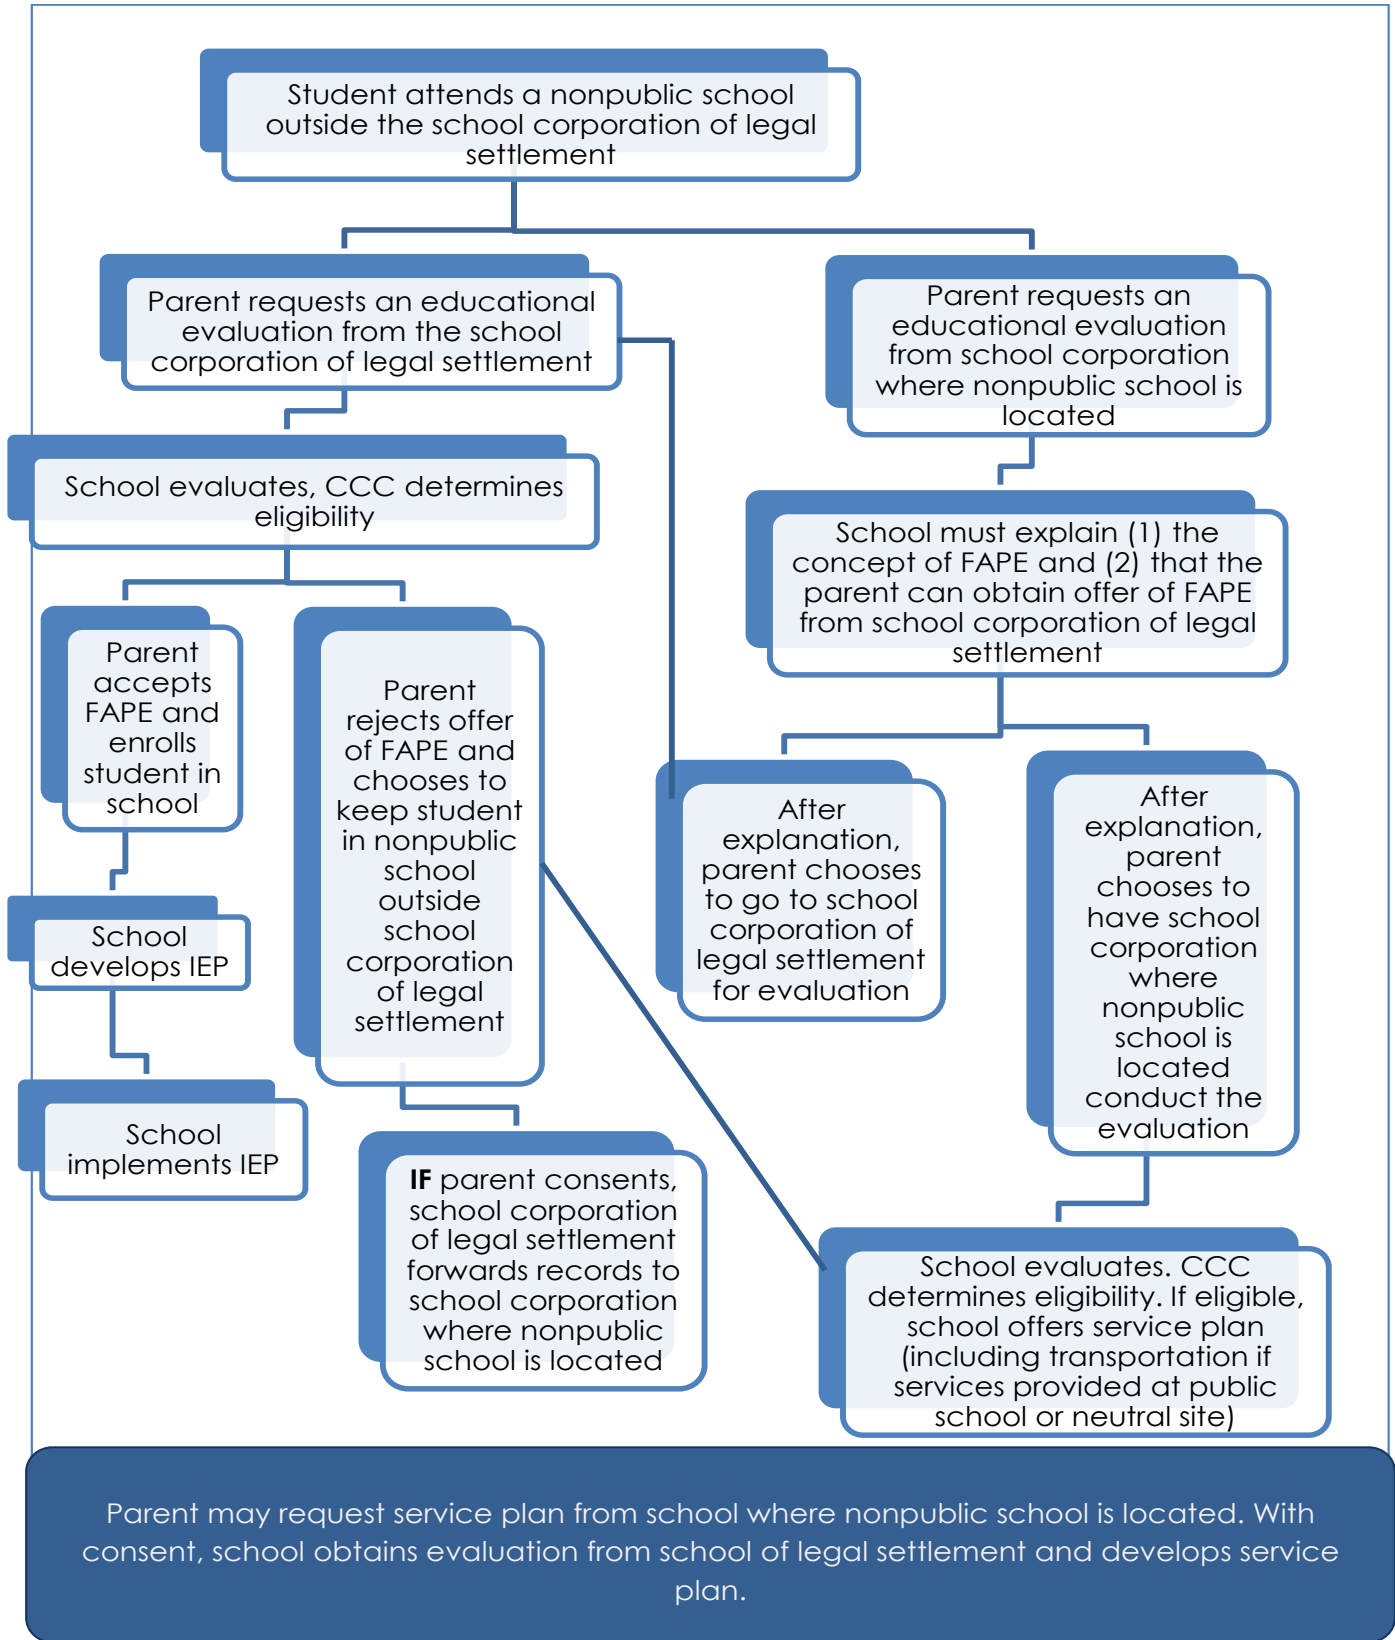 Student attends a nonpublic school
outside the school corporation of legal
settlement
Parent requests an educational
evaluation from the school
corporation of legal settlement
Parent requests an
educational evaluation
from school corporation
where nonpublic school is
located
School evaluates, CCC determines
eligibility
School must explain (1) the
concept of FAPE and (2) that the
parent can obtain offer of FAPE
from school corporation of legal
settlement
Parent
accepts
FAPE and
enrolls
student in
school
Parent
rejects offer
of FAPE and
chooses to
keep student
in nonpublic
school
outside
school
corporation
of legal
settlement
After
explanation,
parent chooses
to go to school
corporation of
legal settlement
for evaluation
After
explanation,
parent
chooses to
have school
corporation
where
nonpublic
school is
located
conduct the
evaluation
School
develops IEP
School
implements IEP
IF parent consents,
school corporation
of legal settlement
forwards records to
school corporation
where nonpublic
school is located
School evaluates. CCC
determines eligibility. If eligible,
school offers service plan
(including transportation if
services provided at public
school or neutral site)
Parent may request service plan from school where nonpublic school is located. With
consent, school obtains evaluation from school of legal settlement and develops service
plan.